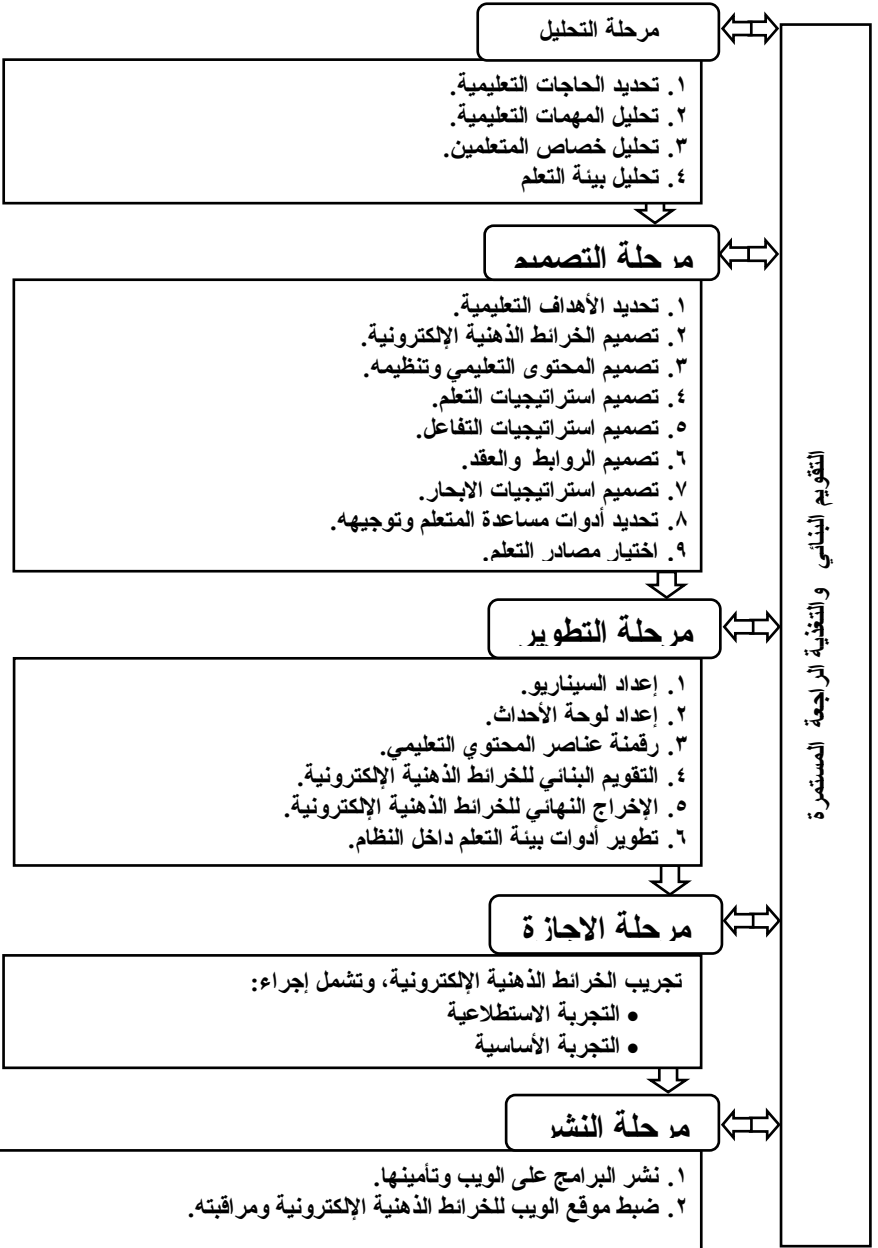 مرحلة التحليل
١. تحديد الحاجات التعليمية.
٢. تحليل المهمات التعليمية.
٣. تحليل خصاص المتعلمين.
٤. تحليل بيئة التعلم
مرحلة التصميم
١. تحديد الأهداف التعليمية.
٢. تصميم الخرائط الذهنية الإلكترونية.
٣. تصميم المحتوى التعليمي وتنظيمه.
٤. تصميم استراتيجيات التعلم.
٥. تصميم استراتيجيات التفاعل.
٦. تصميم الروابط والعقد.
٧. تصميم استراتيجيات الابحار.
٨. تحديد أدوات مساعدة المتعلم وتوجيهه.
٩. اختيار مصادر التعلم.
مرحلة التطوير
١. إعداد السيناريو.
٢. إعداد لوحة الأحداث.
٣. رقمنة عناصر المحتوي التعليمي.
٤. التقويم البنائي للخرائط الذهنية الإلكترونية.
٥. الإخراج النهائي للخرائط الذهنية الإلكترونية.
٦. تطوير أدوات بيئة التعلم داخل النظام.
مرحلة الاجازة
تجريب الخرائط الذهنية الإلكترونية، وتشمل إجراء:
• التجربة الاستطلاعية
• التجربة الأساسية
مرحلة النشر
١. نشر البرامج على الويب وتأمينها.
٢. ضبط موقع الويب للخرائط الذهنية الإلكترونية ومراقبته.
التقويم البنائي والتغذية الراجعة المستمرة